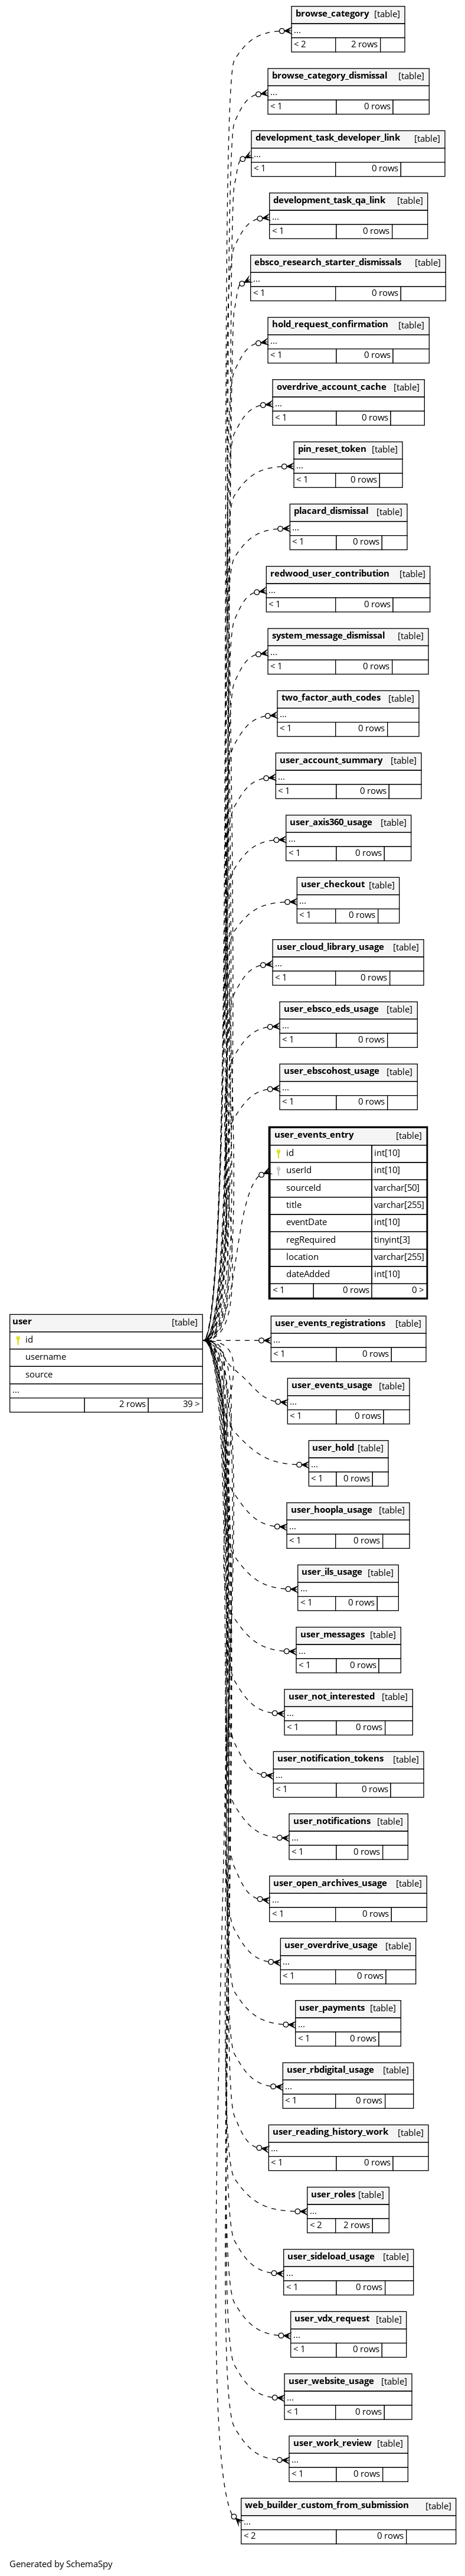 browse_category [table]
...
< 2 2 rows
browse_category_dismissal [table]
...
< 1 0 rows
development_task_developer_link [table]
...
< 1 0 rows
development_task_qa_link [table]
...
< 1 0 rows
ebsco_research_starter_dismissals [table]
...
< 1 0 rows
hold_request_confirmation [table]
...
< 1 0 rows
overdrive_account_cache [table]
...
< 1 0 rows
pin_reset_token [table]
...
< 1 0 rows
placard_dismissal [table]
...
< 1 0 rows
redwood_user_contribution [table]
...
< 1 0 rows
system_message_dismissal [table]
...
< 1 0 rows
two_factor_auth_codes [table]
...
< 1 0 rows
user_account_summary [table]
...
< 1 0 rows
user_axis360_usage [table]
...
< 1 0 rows
user_checkout [table]
...
< 1 0 rows
user_cloud_library_usage [table]
...
< 1 0 rows
user_ebsco_eds_usage [table]
...
< 1 0 rows
user_ebscohost_usage [table]
...
< 1 0 rows
user_events_entry [table]
id int[10]
userId int[10]
sourceId varchar[50]
title varchar[255]
eventDate int[10]
regRequired tinyint[3]
location varchar[255]
dateAdded int[10]
< 1 0 rows 0 >
user [table]
id
username
source
...
2 rows 39 >
user_events_registrations [table]
...
< 1 0 rows
user_events_usage [table]
...
< 1 0 rows
user_hold [table]
...
< 1 0 rows
user_hoopla_usage [table]
...
< 1 0 rows
user_ils_usage [table]
...
< 1 0 rows
user_messages [table]
...
< 1 0 rows
user_not_interested [table]
...
< 1 0 rows
user_notification_tokens [table]
...
< 1 0 rows
user_notifications [table]
...
< 1 0 rows
user_open_archives_usage [table]
...
< 1 0 rows
user_overdrive_usage [table]
...
< 1 0 rows
user_payments [table]
...
< 1 0 rows
user_rbdigital_usage [table]
...
< 1 0 rows
user_reading_history_work [table]
...
< 1 0 rows
user_roles [table]
...
< 2 2 rows
user_sideload_usage [table]
...
< 1 0 rows
user_vdx_request [table]
...
< 1 0 rows
user_website_usage [table]
...
< 1 0 rows
user_work_review [table]
...
< 1 0 rows
web_builder_custom_from_submission [table]
...
< 2 0 rows
Generated by SchemaSpy